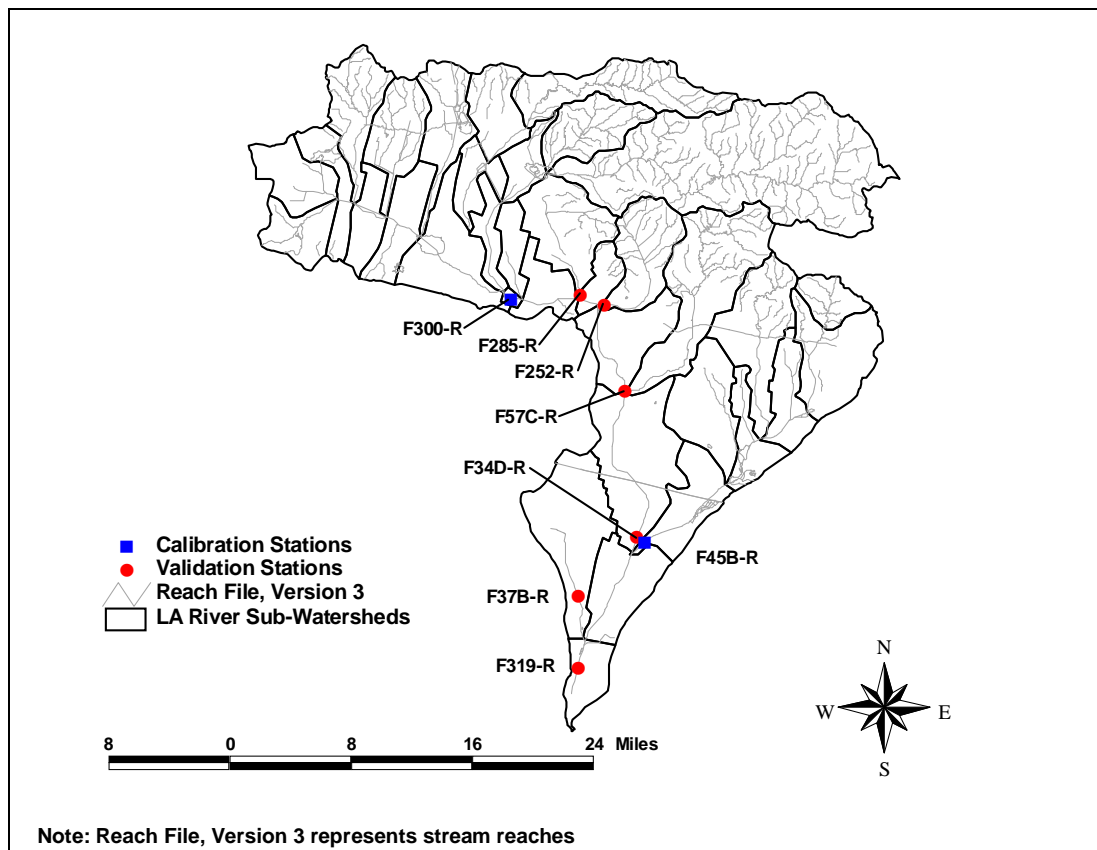 F300-R
F285-R
F252-R
F57C-R
F34D-R
F45B-R
F37B-R
F319-R
Calibration Stations
Validation Stations
Reach File, Version 3
LA River Sub-Watersheds
N
W E
S
8 0 8 16 24 Miles
Note: Reach File, Version 3 represents stream reaches